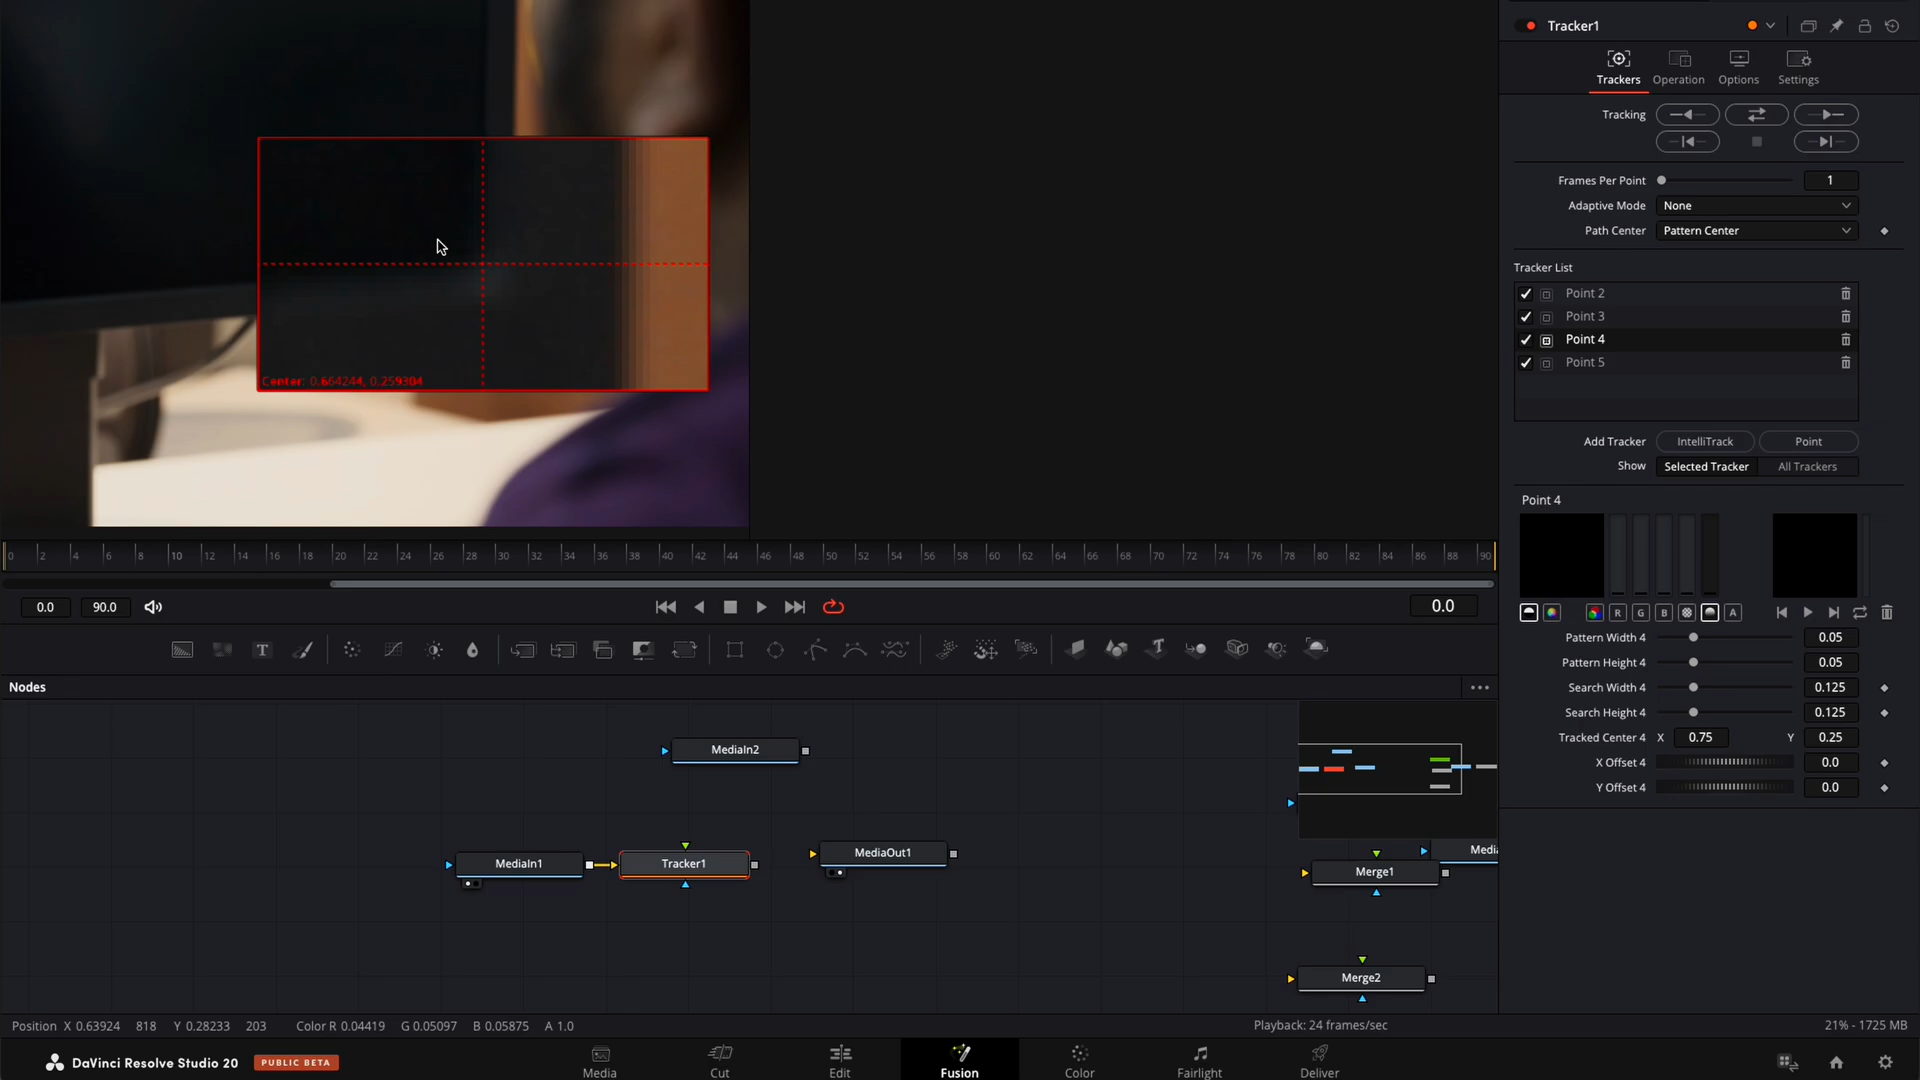 Tracker1
Trackers Operation Options Settings
Tracking
Frames Per Point 1
Adaptive Mode None
Path Center Pattern Center
Tracker List
Point 2
Point 3
Point 4
Point 5
Add Tracker IntelliTrack Point
Show Selected Tracker All Trackers
Point 4
R G B A
Pattern Width 4 0.05
Pattern Height 4 0.05
Search Width 4 0.125
Search Height 4 0.125
Tracked Center 4 X 0.75 Y 0.25
X Offset 4 0.0
Y Offset 4 0.0
Center: 0.664244, 0.259304
0 2 4 6 8 10 12 14 16 18 20 22 24 26 28 30 32 34 36 38 40 42 44 46 48 50 52 54 56 58 60 62 64 66 68 70 72 74 76 78 80 82 84 86 88 90
0.0 90.0 0.0
T T
Nodes
MediaIn2
MediaIn1 Tracker1 MediaOut1
Merge1 Media
Merge2
Position X 0.63924 818 Y 0.28233 203 Color R 0.04419 G 0.05097 B 0.05875 A 1.0 Playback: 24 frames/sec 21% - 1725 MB
DaVinci Resolve Studio 20 PUBLIC BETA
Media Cut Edit Fusion Color Fairlight Deliver